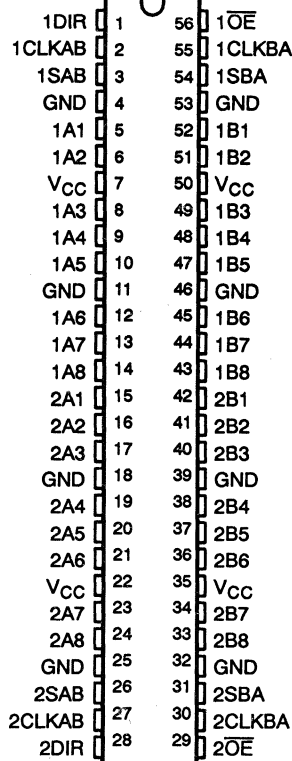 1DIR 1 56 1O̅E̅
1CLKAB 2 55 1CLKBA
1SAB 3 54 1SBA
GND 4 53 GND
1A1 5 52 1B1
1A2 6 51 1B2
VCC 7 50 VCC
1A3 8 49 1B3
1A4 9 48 1B4
1A5 10 47 1B5
GND 11 46 GND
1A6 12 45 1B6
1A7 13 44 1B7
1A8 14 43 1B8
2A1 15 42 2B1
2A2 16 41 2B2
2A3 17 40 2B3
GND 18 39 GND
2A4 19 38 2B4
2A5 20 37 2B5
2A6 21 36 2B6
VCC 22 35 VCC
2A7 23 34 2B7
2A8 24 33 2B8
GND 25 32 GND
2SAB 26 31 2SBA
2CLKAB 27 30 2CLKBA
2DIR 28 29 2O̅E̅